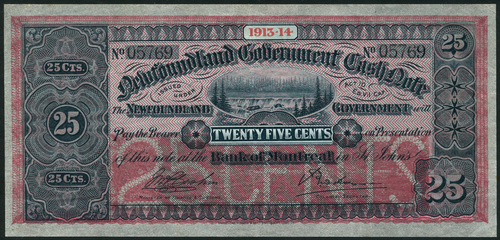 1913-14
No 05769 No 05769
25
25 CTS.
Newfoundland Government Cash Note
ISSUED UNDER
The NEWFOUNDLAND GOVERNMENT will
25
Pay the Bearer TWENTY FIVE CENTS on Presentation
of this note at the Bank of Montreal in St. John's
25 CENTS
25 CTS.
25